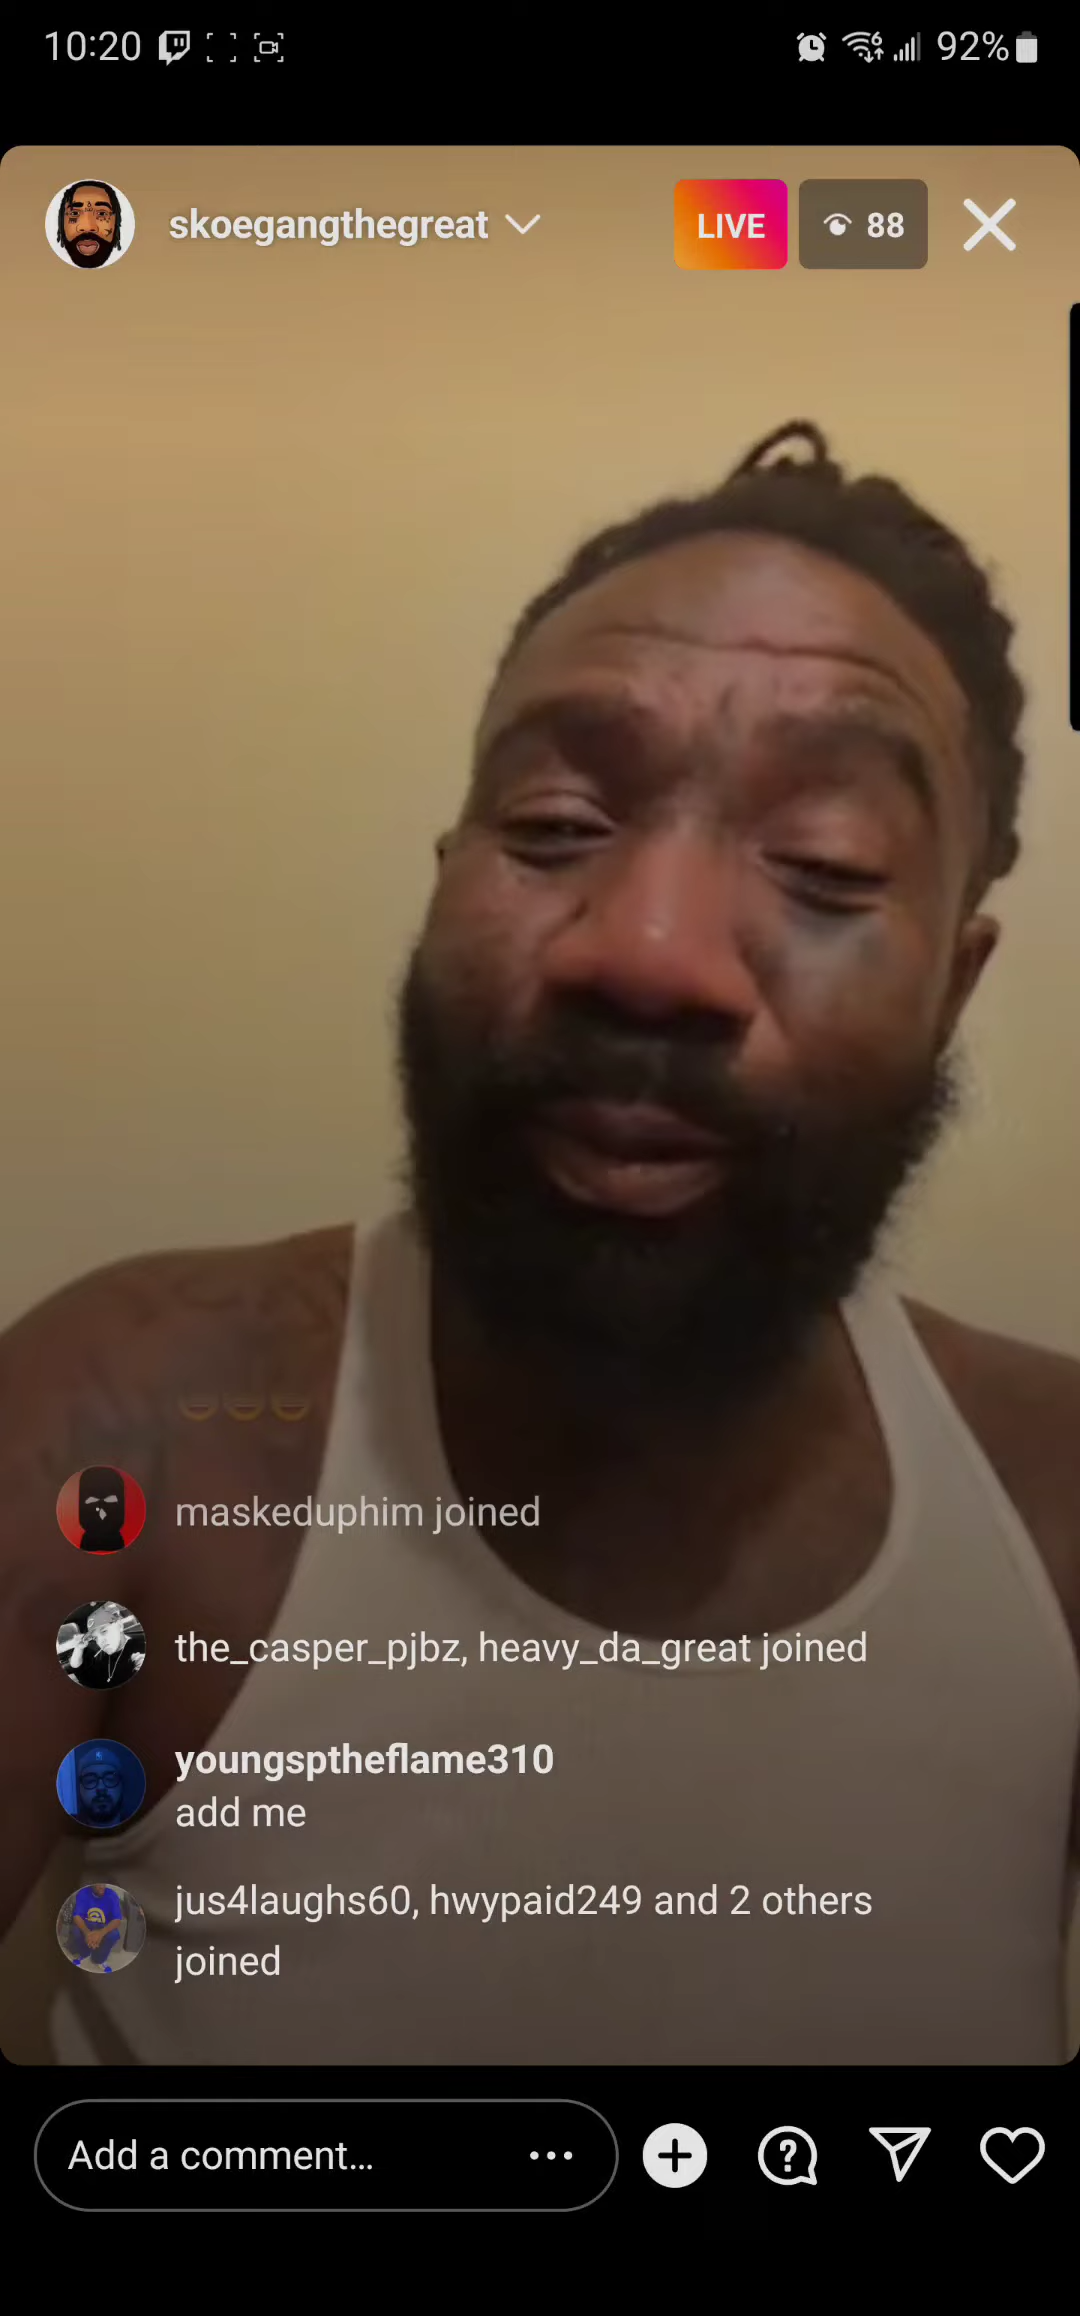 10:20
92%
skoegangthegreat
LIVE
88
maskeduphim joined
the_casper_pjbz, heavy_da_great joined
youngsptheflame310
add me
jus4laughs60, hwypaid249 and 2 others
joined
Add a comment...